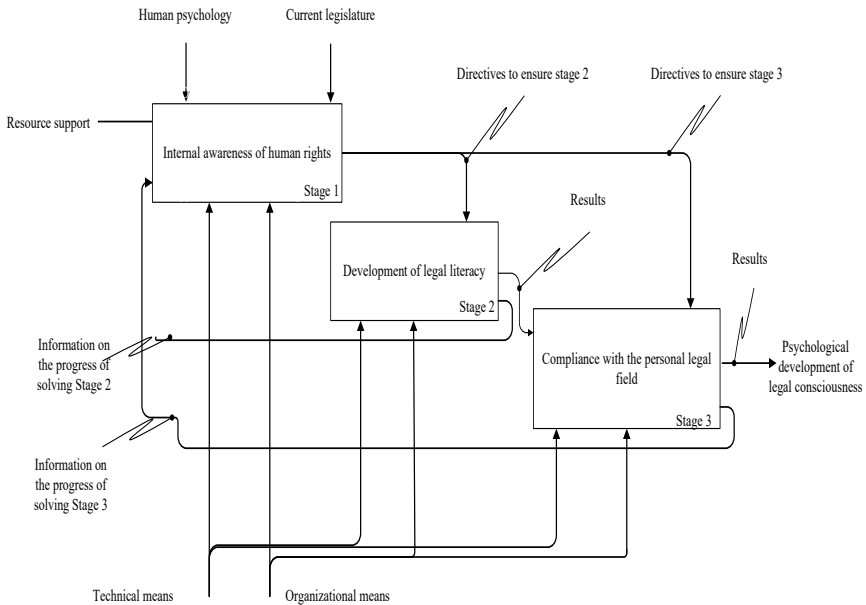 Human psychology
Current legislature
Directives to ensure stage 2
Directives to ensure stage 3
Resource support
Internal awareness of human rights
Stage 1
Results
Development of legal literacy
Stage 2
Results
Information on
the progress of
solving Stage 2
Compliance with the personal legal
field
Stage 3
Psychological
development of
legal consciousness
Information on
the progress of
solving Stage 3
Technical means
Organizational means